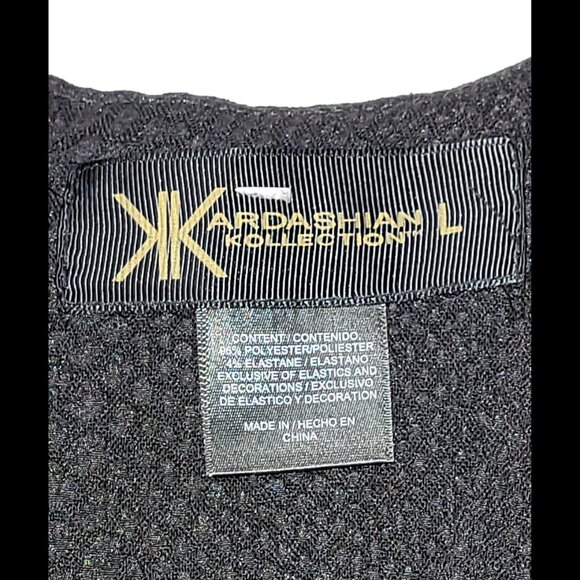 KARDASHIAN L
KOLLECTION™
CONTENT / CONTENIDO
96% POLYESTER/POLIESTER
4% ELASTANE / ELASTANO
EXCLUSIVE OF ELASTICS AND
DECORATIONS / EXCLUSIVO
DE ELASTICO Y DECORATION
MADE IN / HECHO EN
CHINA